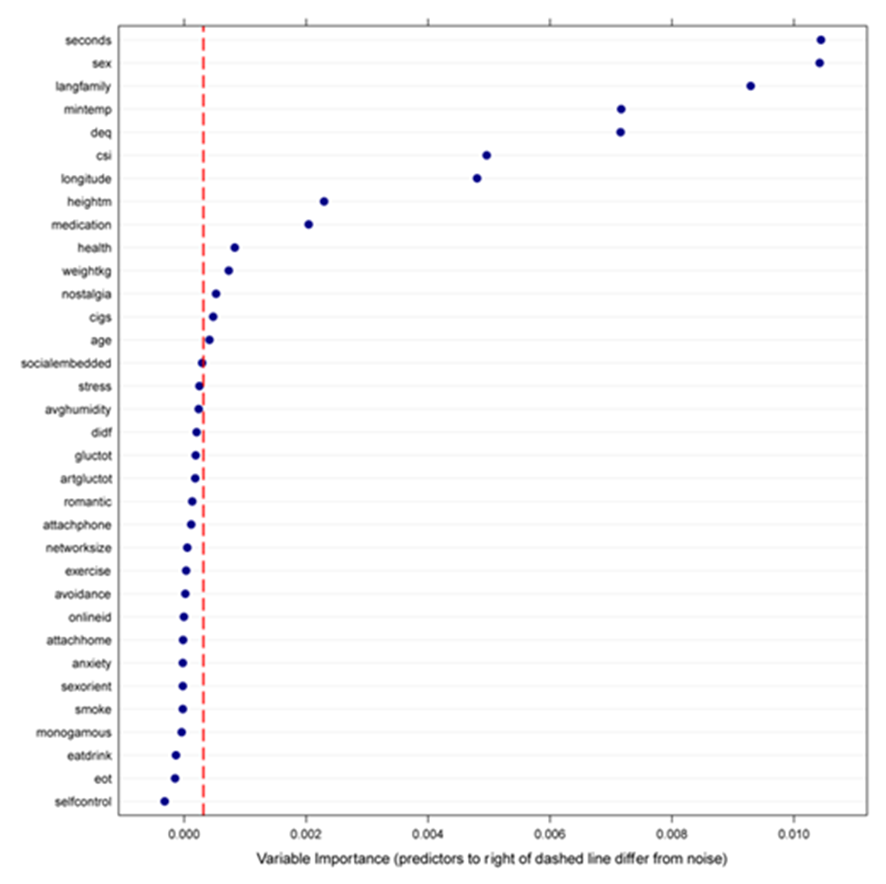 seconds
sex
langfamily
mintemp
deq
csi
longitude
heightm
medication
health
weightkg
nostalgia
cigs
age
socialembedded
stress
avghumidity
didf
gluctot
artgluctot
romantic
attachphone
networksize
exercise
avoidance
onlineid
attachhome
anxiety
sexorient
smoke
monogamous
eatdrink
eot
selfcontrol
0.000 0.002 0.004 0.006 0.008 0.010
Variable Importance (predictors to right of dashed line differ from noise)